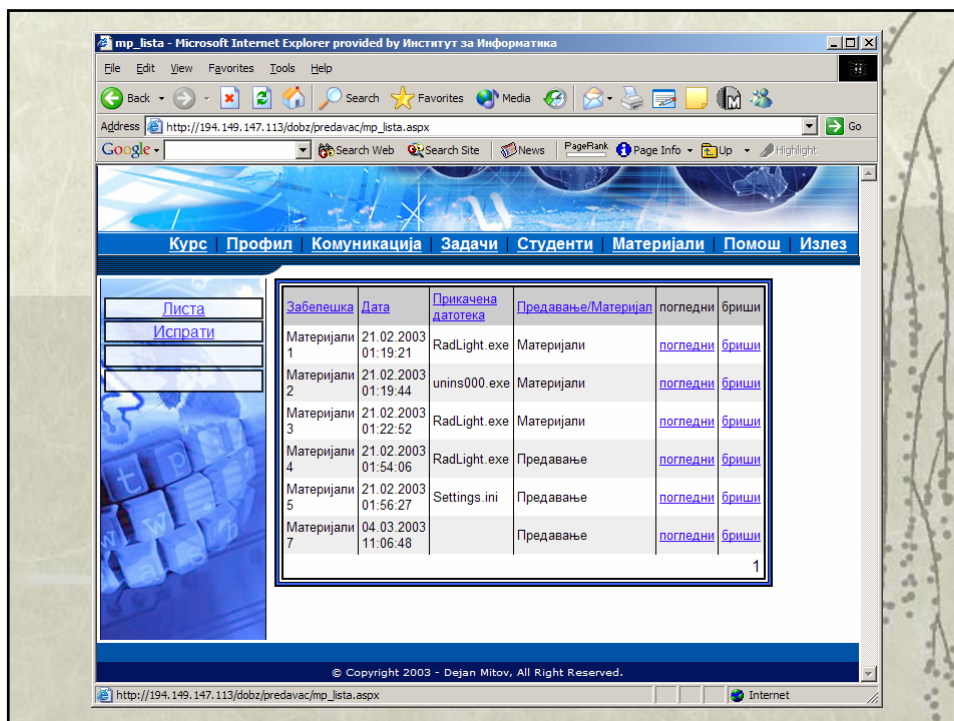 mp_lista - Microsoft Internet Explorer provided by Институт за Информатика
File Edit View Favorites Tools Help
Back Search Favorites Media
Address http://194.149.147.113/dobz/predavac/mp_lista.aspx Go
Google Search Web Search Site News PageRank Page Info Up Highlight
Курс | Профил | Комуникација | Задачи | Студенти | Материјали | Помош | Излез
Листа
Испрати
Забелешка Дата Прикачена датотека Предавање/Материјал погледни бриши
Материјали 1 21.02.2003 01:19:21 RadLight.exe Материјали погледни бриши
Материјали 2 21.02.2003 01:19:44 unins000.exe Материјали погледни бриши
Материјали 3 21.02.2003 01:22:52 RadLight.exe Материјали погледни бриши
Материјали 4 21.02.2003 01:54:06 RadLight.exe Предавање погледни бриши
Материјали 5 21.02.2003 01:56:27 Settings.ini Предавање погледни бриши
Материјали 7 04.03.2003 11:06:48 Предавање погледни бриши
1
© Copyright 2003 - Dejan Mitov, All Right Reserved.
http://194.149.147.113/dobz/predavac/mp_lista.aspx Internet